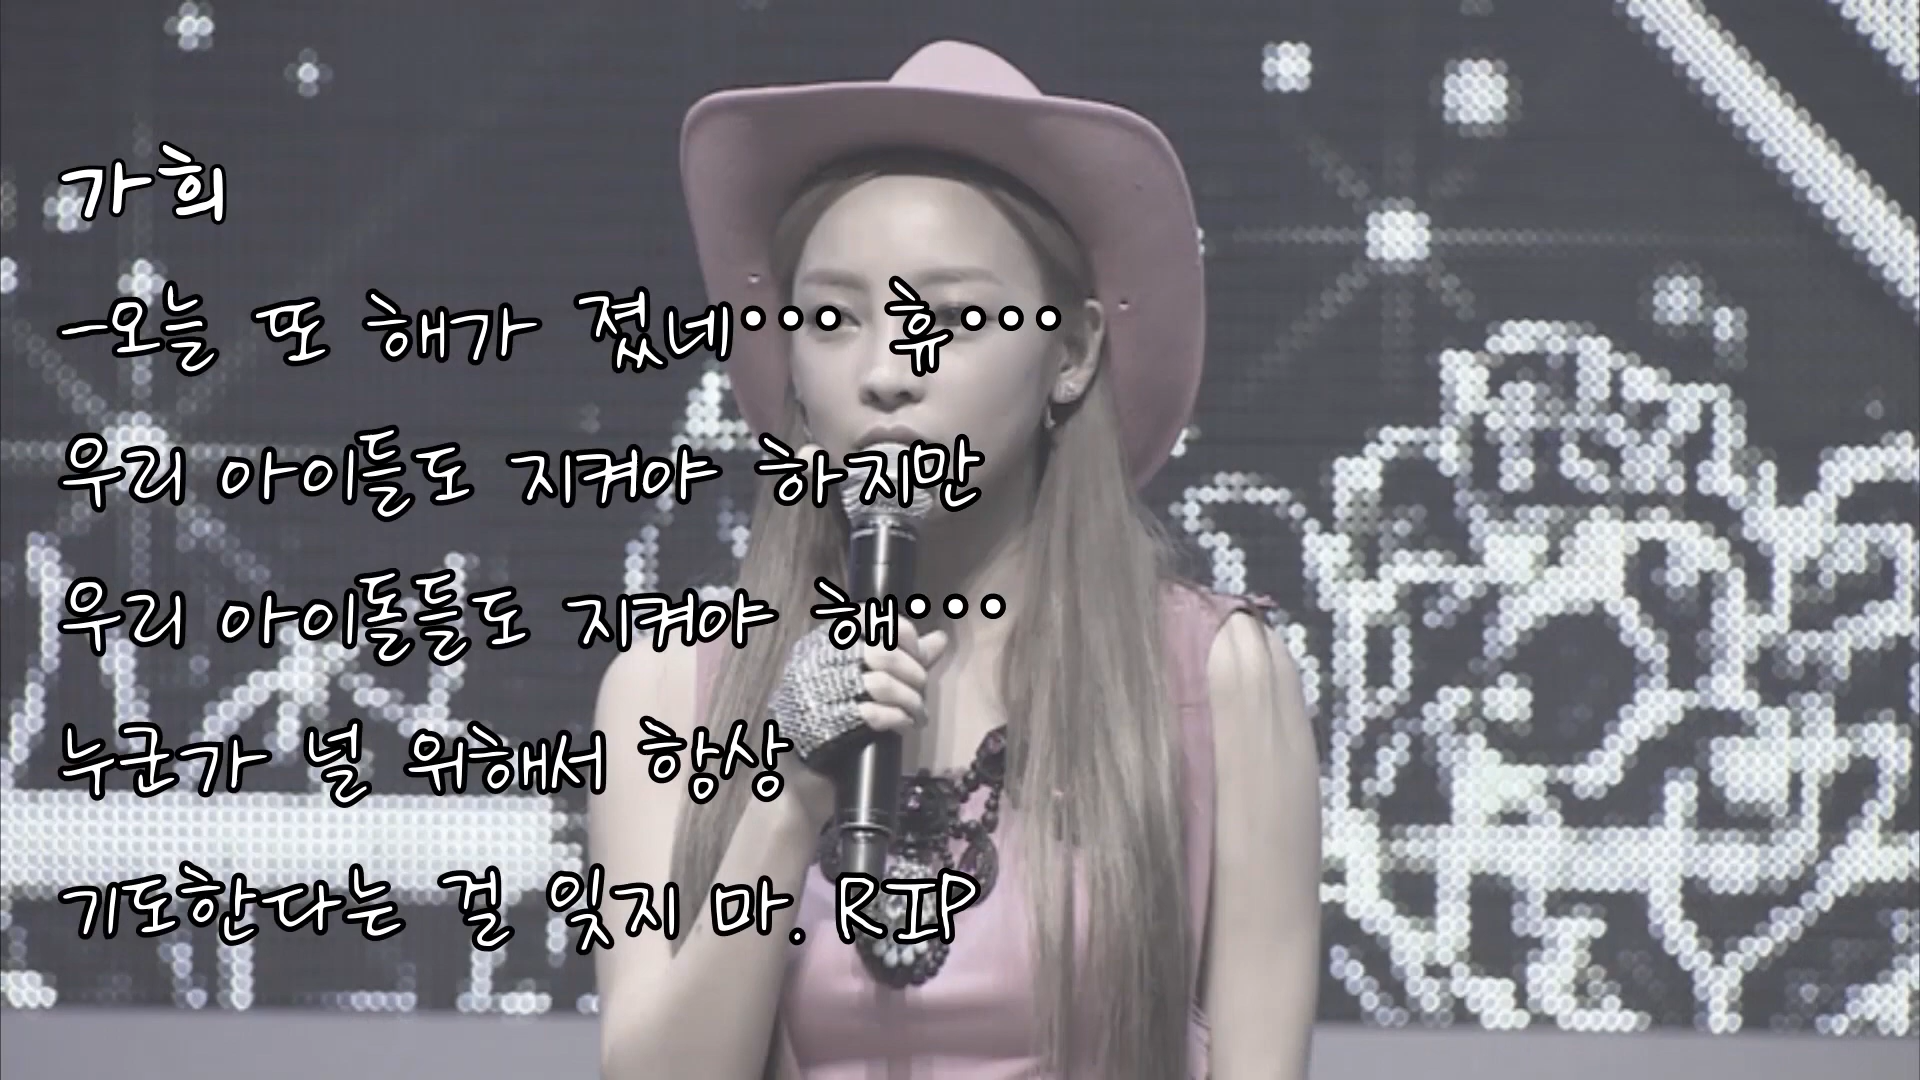 가희
-오늘 또 해가 졌네··· 휴···
우리 아이들도 지켜야 하지만
우리 아이돌들도 지켜야 해···
누군가 널 위해서 항상
기도한다는 걸 잊지 마. RIP